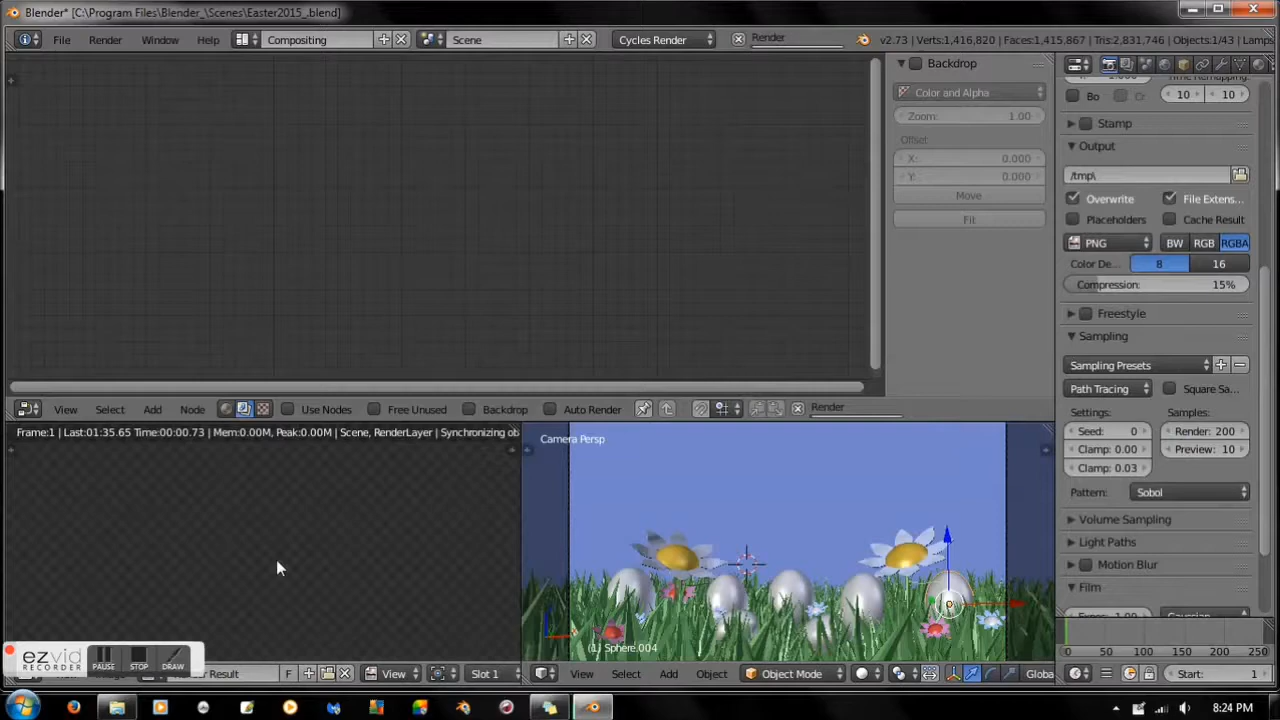 Blender* [C:\Program Files\Blender_\Scenes\Easter2015_.blend]
File Render Window Help Compositing Scene Cycles Render Render v2.73 | Verts:1,416,820 | Faces:1,415,867 | Tris:2,831,746 | Objects:1/43 | Lamps
Backdrop
Color and Alpha
Zoom: 1.00
Offset:
X: 0.000
Y: 0.000
Move
Fit
Bo
10 10
Stamp
Output
/tmp\
Overwrite File Extens...
Placeholders Cache Result
PNG BW RGB RGBA
Color De... 8 16
Compression: 15%
Freestyle
Sampling
Sampling Presets
Path Tracing Square Sa...
Settings: Samples:
Seed: 0 Render: 200
Clamp: 0.00 Preview: 10
Clamp: 0.03
Pattern: Sobol
Volume Sampling
Light Paths
Motion Blur
Film
View Select Add Node Use Nodes Free Unused Backdrop Auto Render Render
Frame:1 | Last:01:35.65 Time:00:00.73 | Mem:0.00M, Peak:0.00M | Scene, RenderLayer | Synchronizing ob
Camera Persp
(1) Sphere.004
ezvid
RECORDER
PAUSE STOP DRAW
Result F View Slot 1
View Select Add Object Object Mode Globa
0 50 100 150 200 250
Start: 1
8:24 PM